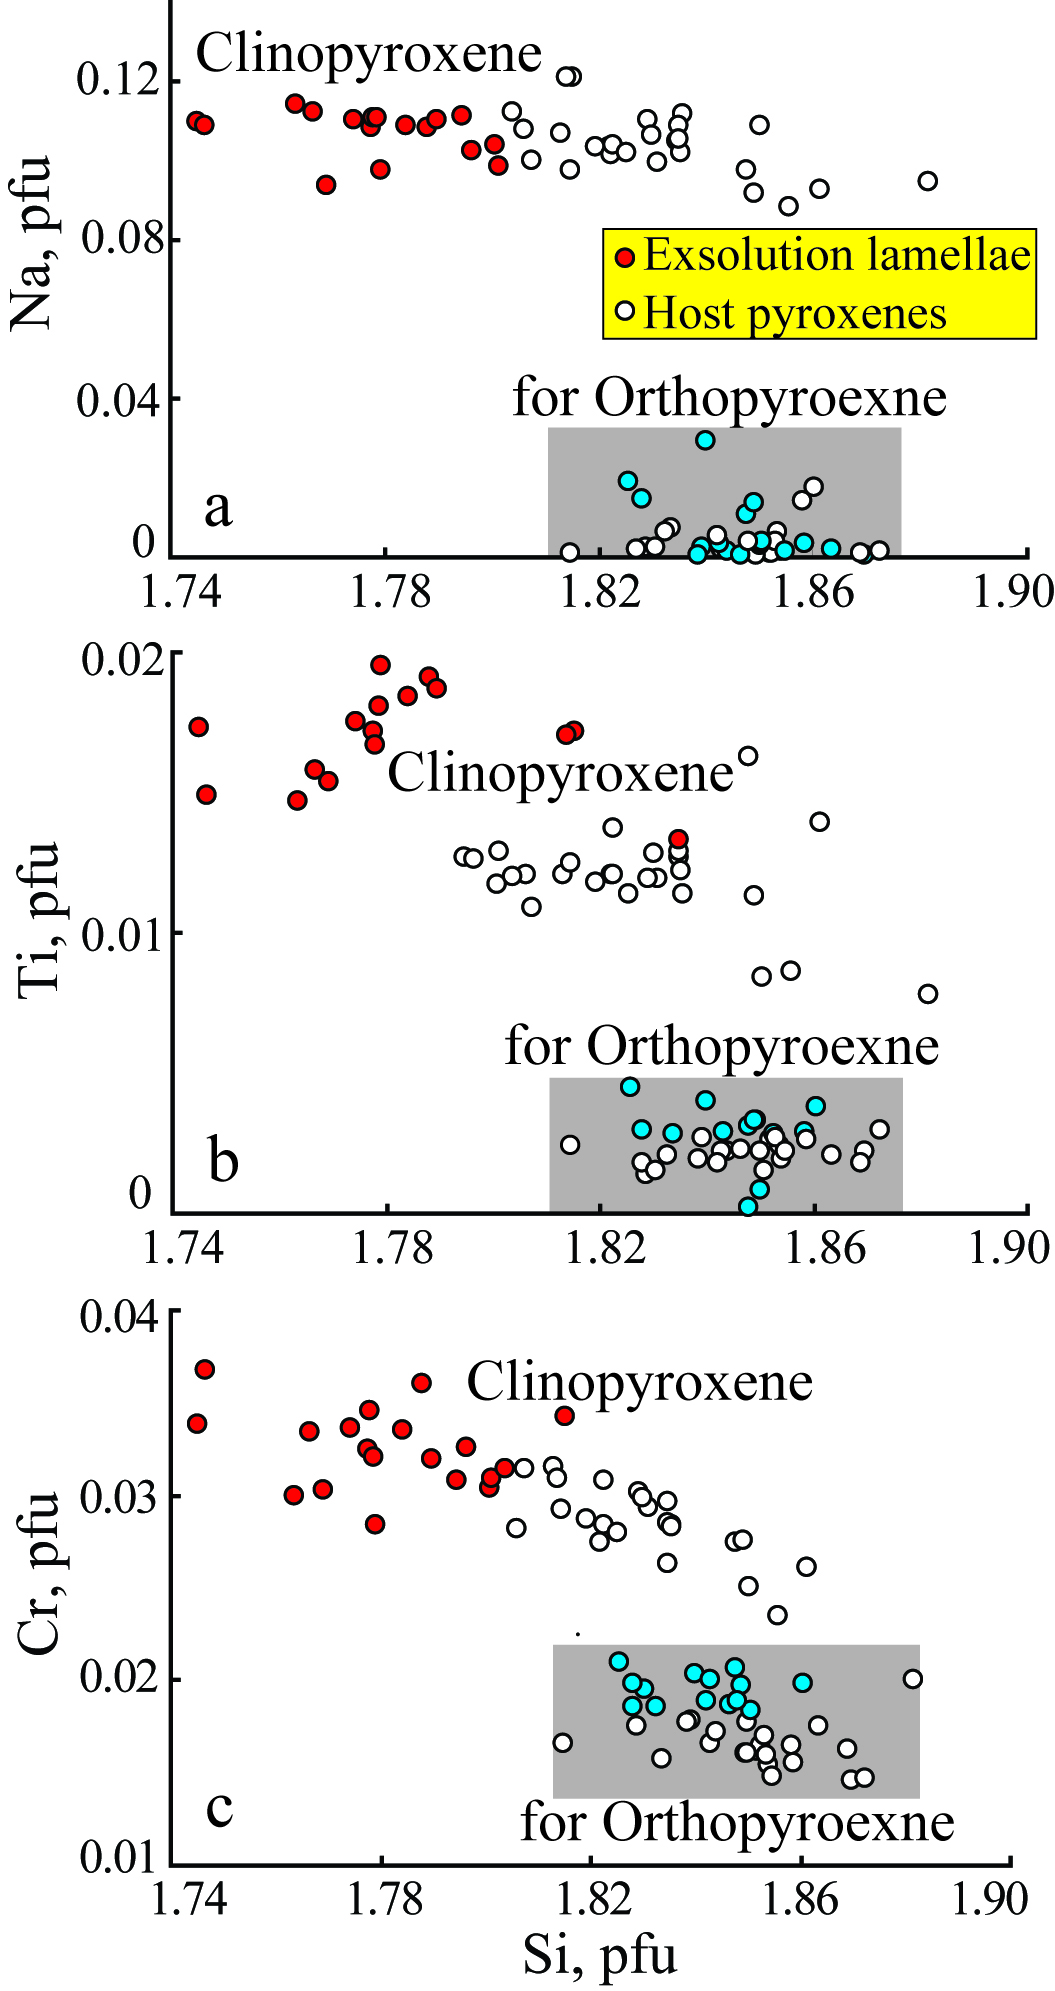 Clinopyroxene
0.12
Na, pfu
0.08
Exsolution lamellae
Host pyroxenes
0.04
for Orthopyroexne
a
0
1.74 1.78 1.82 1.86 1.90
0.02
Clinopyroxene
Ti, pfu
0.01
for Orthopyroexne
b
0
1.74 1.78 1.82 1.86 1.90
0.04
Clinopyroxene
0.03
Cr, pfu
0.02
c
for Orthopyroexne
0.01
1.74 1.78 1.82 1.86 1.90
Si, pfu